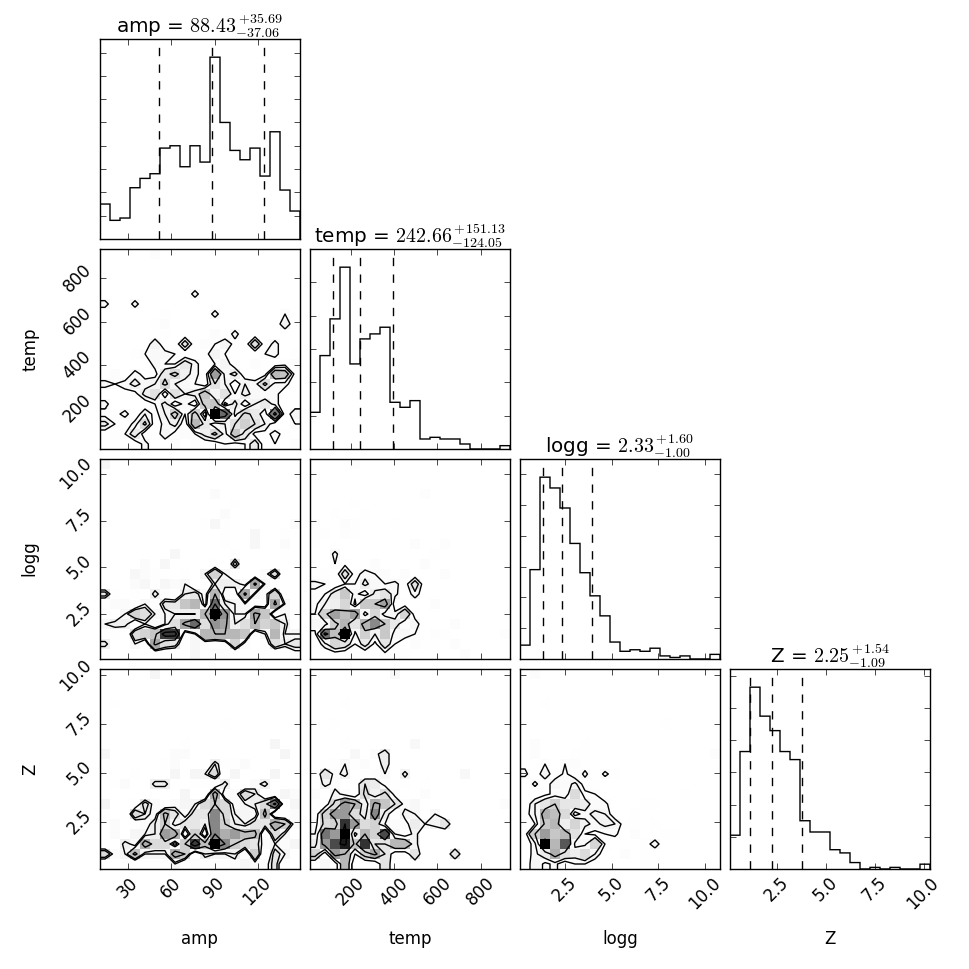 amp = 88.43+35.69−37.06
temp = 242.66+151.13−124.05
800
600
400
200
temp
logg = 2.33+1.60−1.00
10.0
7.5
5.0
2.5
logg
Z = 2.25+1.54−1.09
10.0
7.5
5.0
2.5
Z
30 60 90 120
200 400 600 800
2.5 5.0 7.5 10.0
2.5 5.0 7.5 10.0
amp temp logg Z